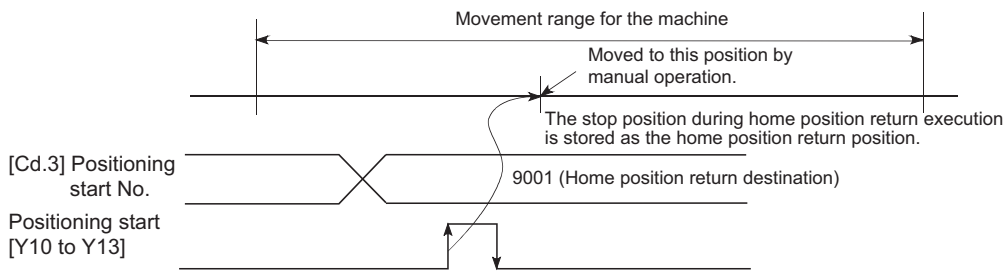 Movement range for the machine
Moved to this position by
manual operation.
The stop position during home position return execution
is stored as the home position return position.
[Cd.3] Positioning
start No.
9001 (Home position return destination)
Positioning start
[Y10 to Y13]